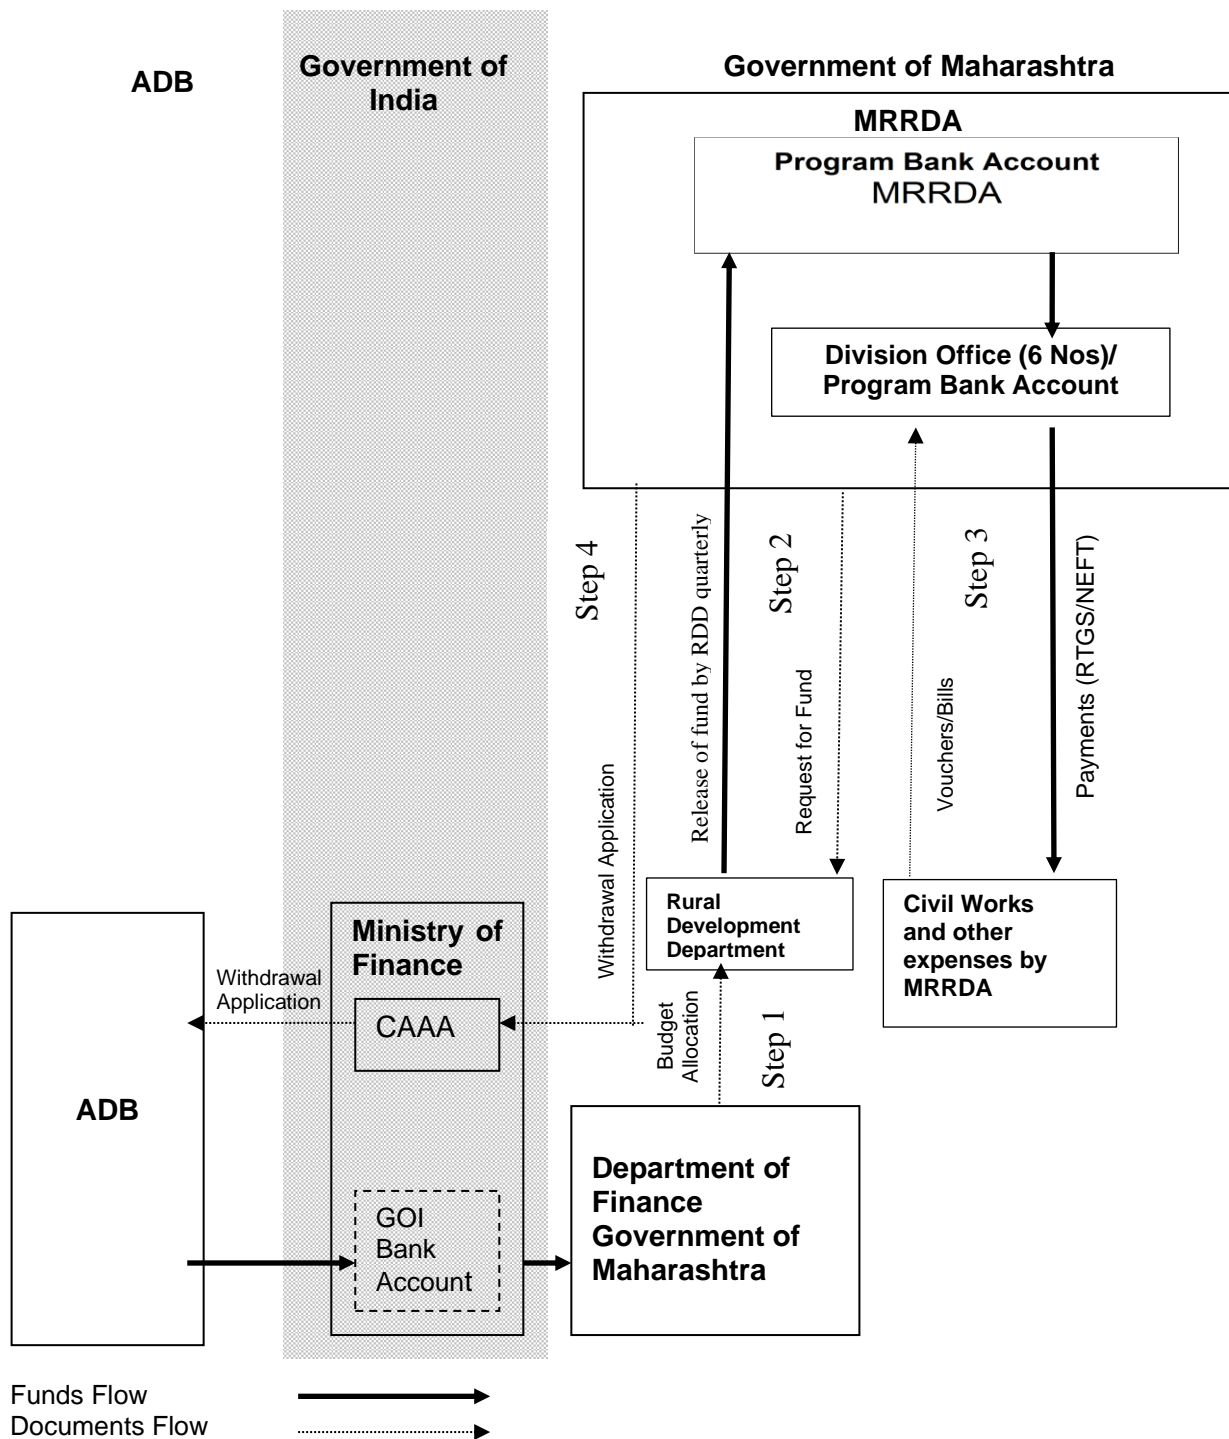 ADB
Government of
India
Government of Maharashtra
MRRDA
Program Bank Account
MRRDA
Division Office (6 Nos)/
Program Bank Account
Step 4
Withdrawal Application
Release of fund by RDD quarterly
Step 2
Request for Fund
Step 3
Vouchers/Bills
Payments (RTGS/NEFT)
Rural
Development
Department
Civil Works
and other
expenses by
MRRDA
Ministry of
Finance
Withdrawal
Application
CAAA
Budget
Allocation
Step 1
ADB
Department of
Finance
Government of
Maharashtra
GOI
Bank
Account
Funds Flow
Documents Flow